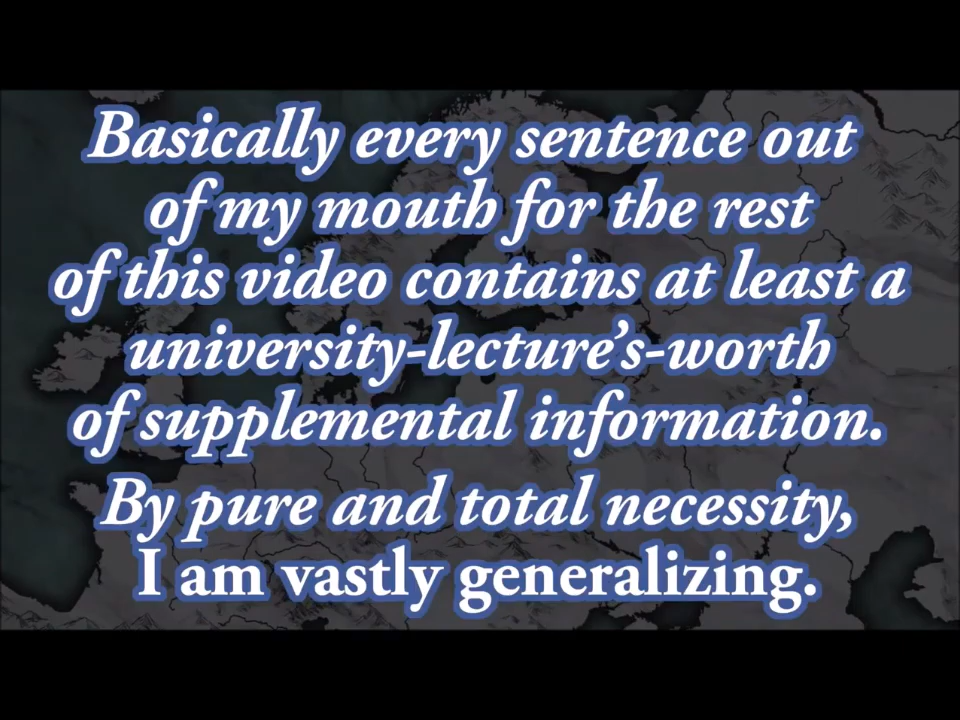 Basically every sentence out
of my mouth for the rest
of this video contains at least a
university-lecture’s-worth
of supplemental information.
By pure and total necessity,
I am vastly generalizing.